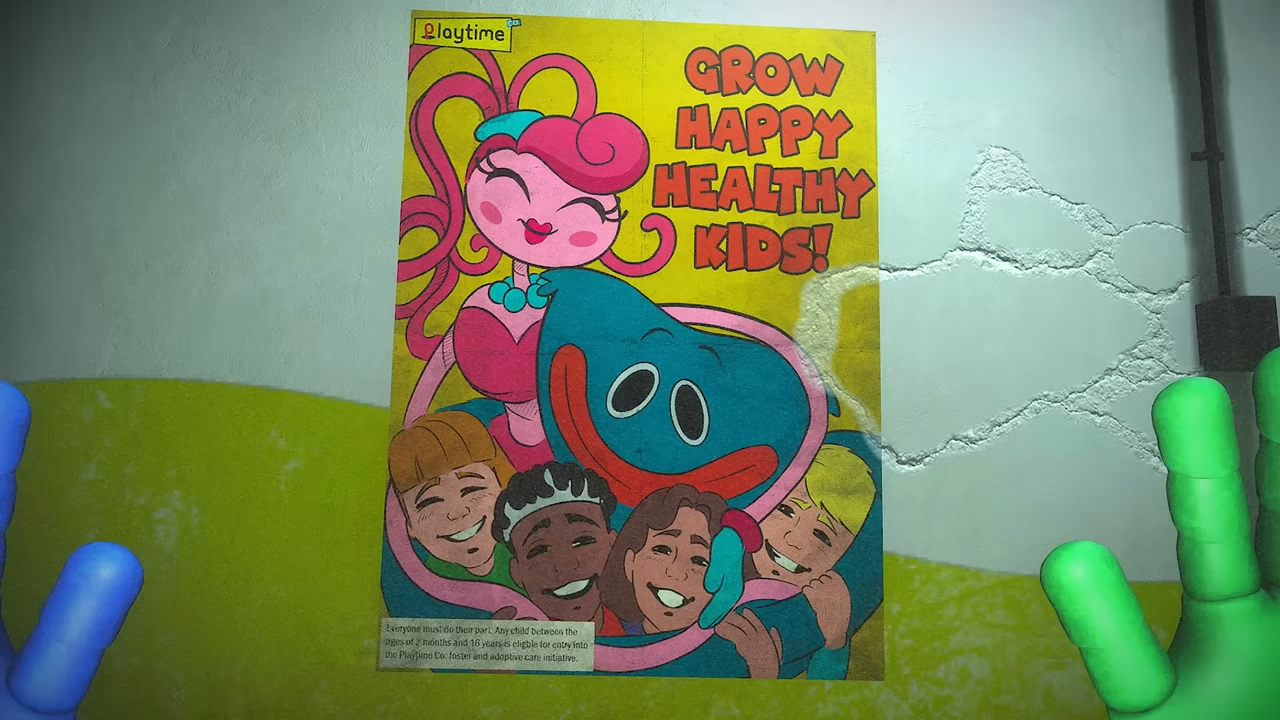 Playtime
co.
GROW
HAPPY
HEALTHY
KIDS!
Everyone must do their part. Any child between the
ages of 2 months and 16 years is eligible for entry into
the Playtime Co. foster and adoptive care initiative.